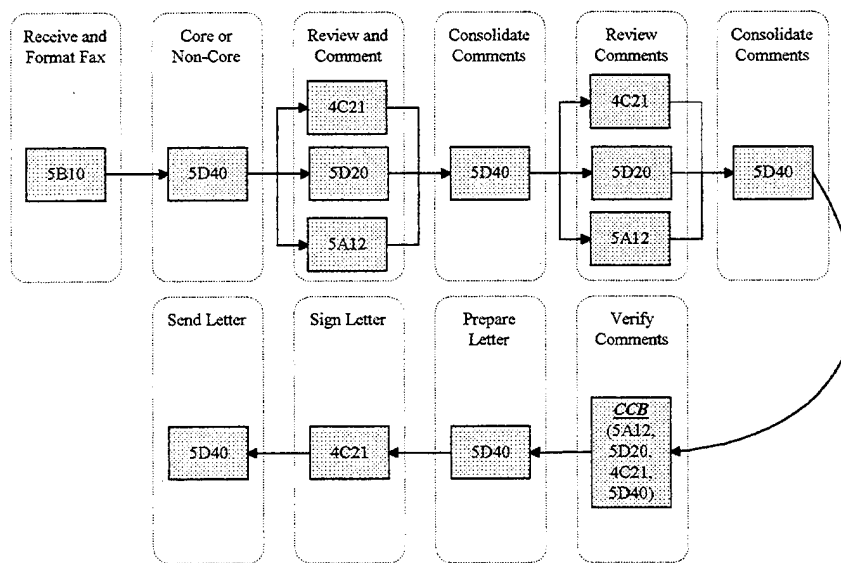 Receive and
Format Fax
5B10
Core or
Non-Core
5D40
Review and
Comment
4C21
5D20
5A12
Consolidate
Comments
5D40
Review
Comments
4C21
5D20
5A12
Consolidate
Comments
5D40
Send Letter
5D40
Sign Letter
4C21
Prepare
Letter
5D40
Verify
Comments
CCB
(5A12,
5D20,
4C21,
5D40)